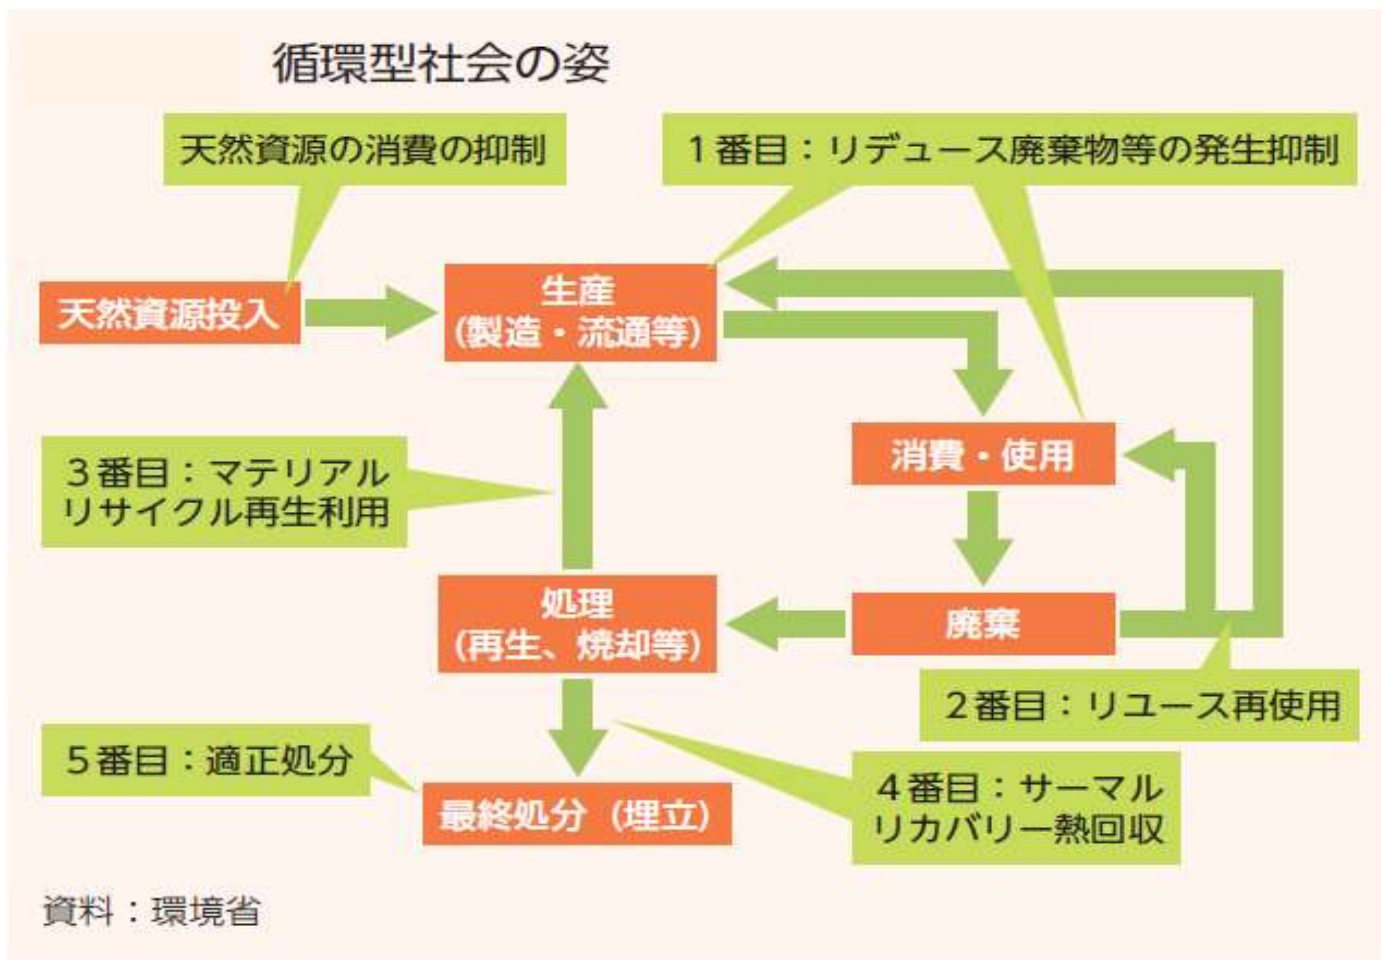 循環型社会の姿
天然資源の消費の抑制
1番目：リデュース廃棄物等の発生抑制
天然資源投入
生産
（製造・流通等）
消費・使用
3番目：マテリアル
リサイクル再生利用
処理
（再生、焼却等）
廃棄
2番目：リユース再使用
5番目：適正処分
最終処分（埋立）
4番目：サーマル
リカバリー熱回収
資料：環境省